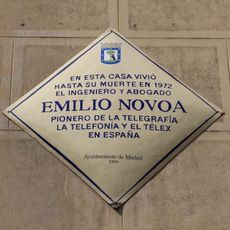 EN ESTA CASA VIVIÓ
HASTA SU MUERTE EN 1972
EL INGENIERO Y ABOGADO
EMILIO NOVOA
PIONERO DE LA TELEGRAFÍA
LA TELEFONÍA Y EL TÉLEX
EN ESPAÑA
Ayuntamiento de Madrid